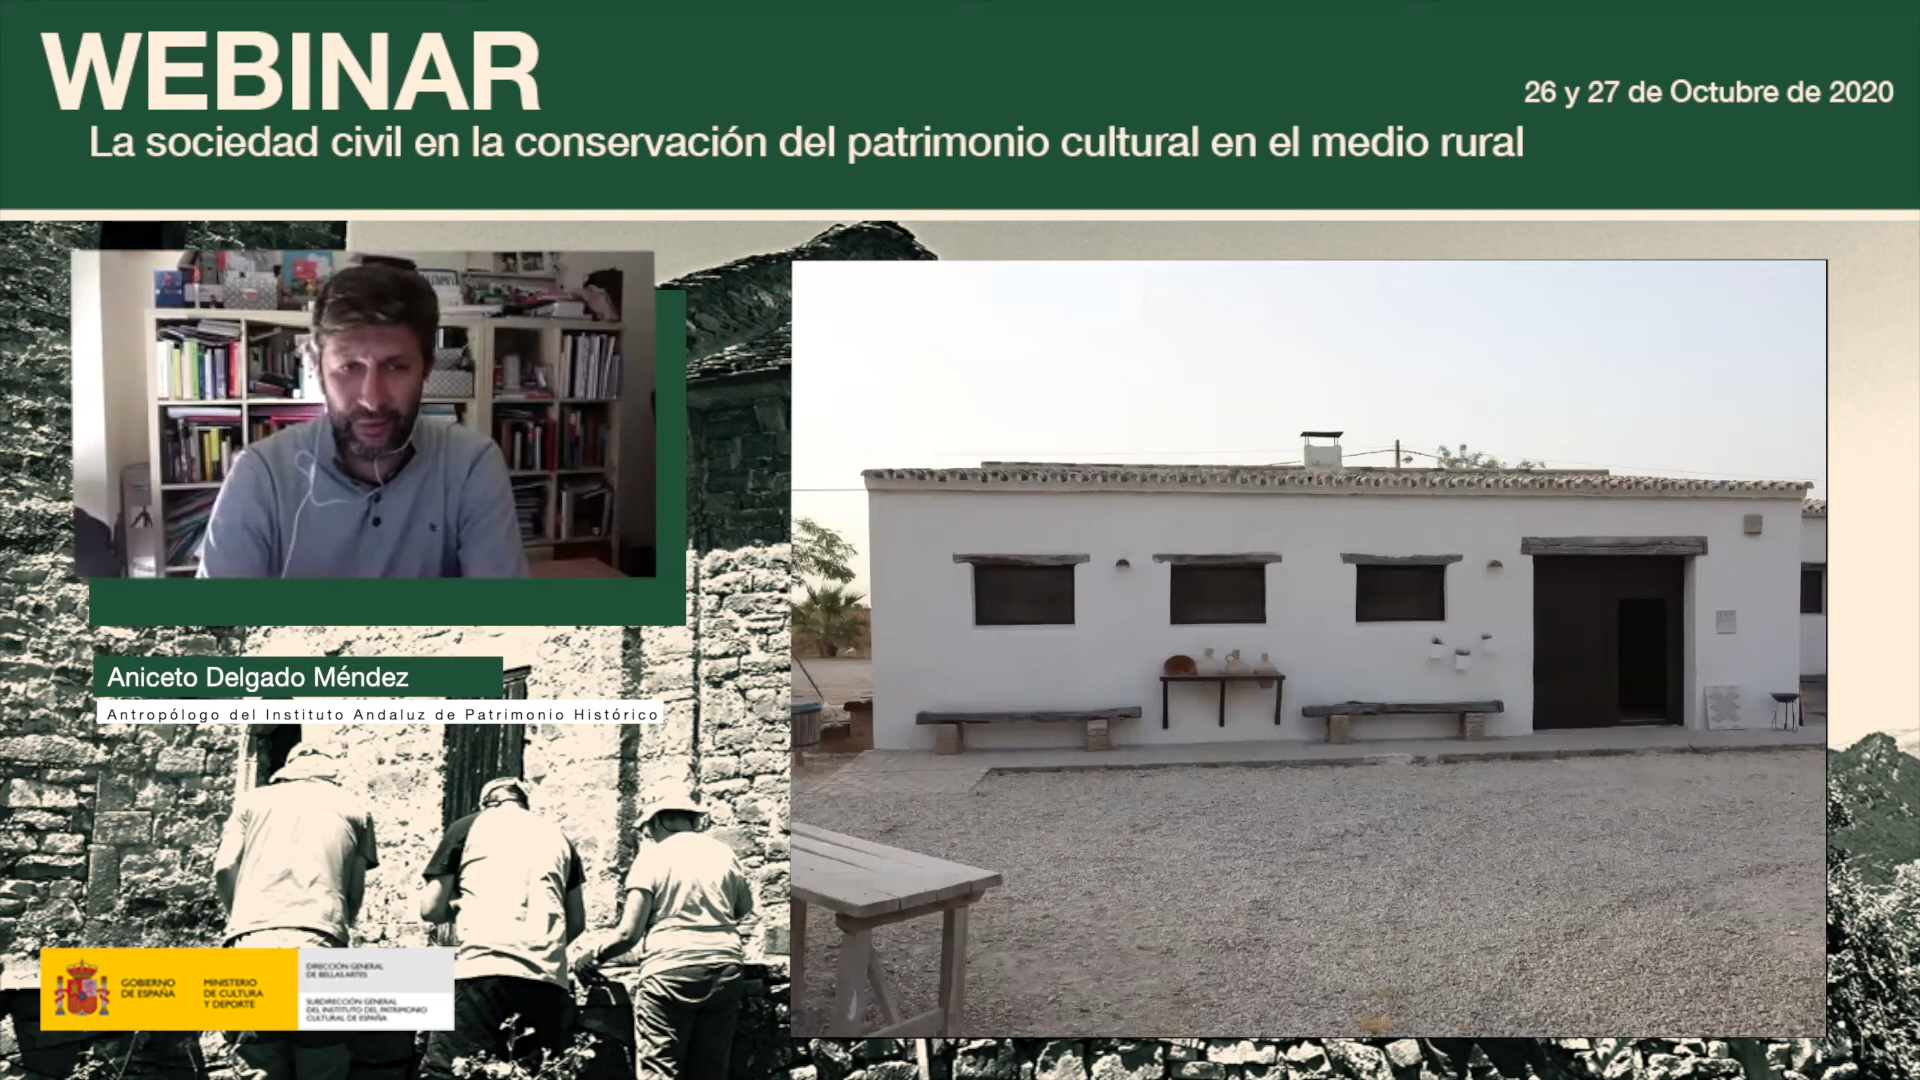 WEBINAR
26 y 27 de Octubre de 2020
La sociedad civil en la conservación del patrimonio cultural en el medio rural
Aniceto Delgado Méndez
Antropólogo del Instituto Andaluz de Patrimonio Histórico
GOBIERNO
DE ESPAÑA
MINISTERIO
DE CULTURA
Y DEPORTE
DIRECCIÓN GENERAL
DE BELLAS ARTES
SUBDIRECCIÓN GENERAL
DEL INSTITUTO DEL PATRIMONIO
CULTURAL DE ESPAÑA